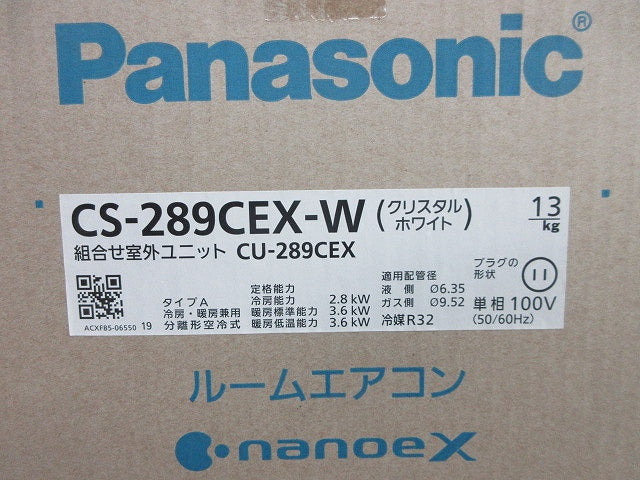 Panasonic®
CS-289CEX-W (クリスタルホワイト) 13 kg
組合せ室外ユニット CU-289CEX
ACXF85-06550 19
タイプA
冷房・暖房兼用
分離形空冷式
定格能力
冷房能力 2.8 kW
暖房標準能力 3.6 kW
暖房低温能力 3.6 kW
適用配管径
液側 Ø6.35
ガス側 Ø9.52
冷媒R32
プラグの形状
単相 100V
(50/60Hz)
ルームエアコン
nanoeX